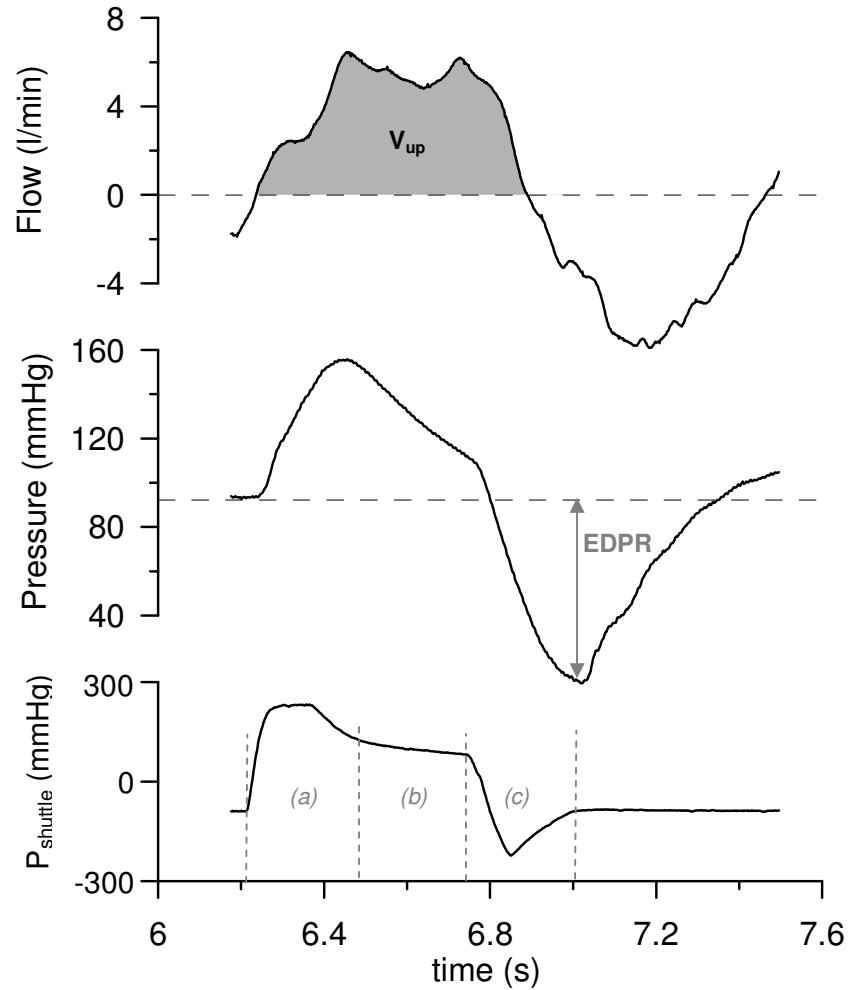 8
4
0
-4
Flow (l/min)
V_up
160
120
80
40
Pressure (mmHg)
EDPR
300
0
-300
P_shuttle (mmHg)
(a)
(b)
(c)
6
6.4
6.8
7.2
7.6
time (s)